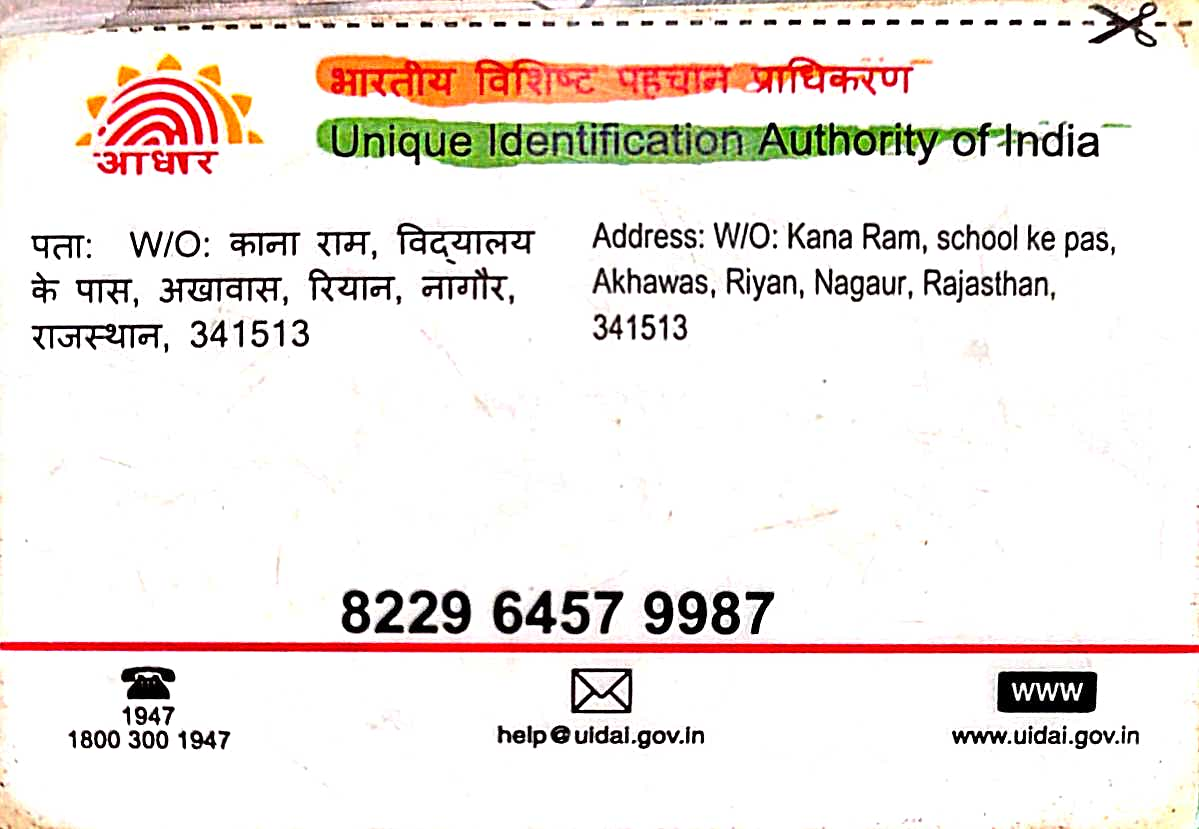 भारतीय विशिष्ट पहचान प्राधिकरण
Unique Identification Authority of India
आधार
पता: W/O: काना राम, विद्यालय
के पास, अखावास, रियान, नागौर,
राजस्थान, 341513
Address: W/O: Kana Ram, school ke pas,
Akhawas, Riyan, Nagaur, Rajasthan,
341513
8229 6457 9987
1947
1800 300 1947
help@uidai.gov.in
www
www.uidai.gov.in